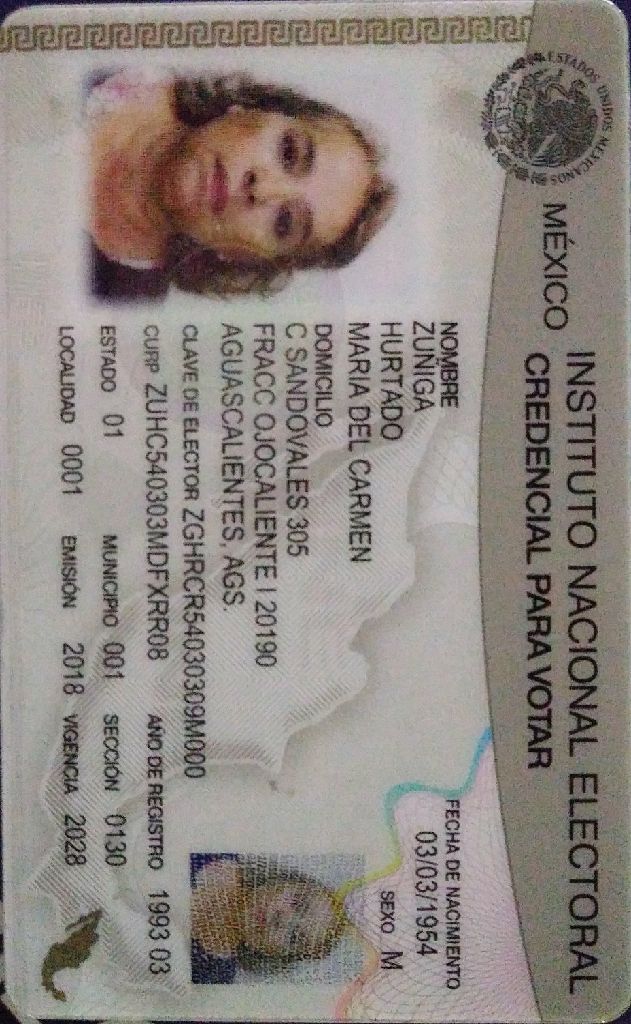 ESTADOS UNIDOS MEXICANOS
MÉXICO INSTITUTO NACIONAL ELECTORAL
CREDENCIAL PARA VOTAR
NOMBRE
ZUÑIGA
HURTADO
MARIA DEL CARMEN
FECHA DE NACIMIENTO
03/03/1954
SEXO M
DOMICILIO
C SANDOVALES 305
FRACC OJOCALIENTE I 20190
AGUASCALIENTES, AGS.
CLAVE DE ELECTOR ZGHRCR54030309M000
CURP ZUHC540303MDFXRR08 AÑO DE REGISTRO 1993 03
ESTADO 01 MUNICIPIO 001 SECCIÓN 0130
LOCALIDAD 0001 EMISIÓN 2018 VIGENCIA 2028